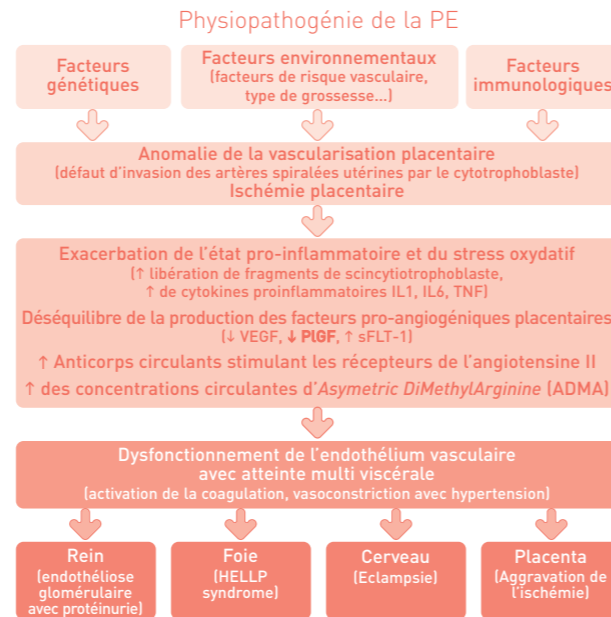 Physiopathogénie de la PE
Facteurs
génétiques
Facteurs environnementaux
(facteurs de risque vasculaire,
type de grossesse...)
Facteurs
immunologiques
Anomalie de la vascularisation placentaire
(défaut d'invasion des artères spiralées utérines par le cytotrophoblaste)
Ischémie placentaire
Exacerbation de l'état pro-inflammatoire et du stress oxydatif
(↑ libération de fragments de scincytiotrophoblaste,
↑ de cytokines proinflammatoires IL1, IL6, TNF)
Déséquilibre de la production des facteurs pro-angiogéniques placentaires
(↓ VEGF, ↓ PlGF, ↑ sFLT-1)
↑ Anticorps circulants stimulant les récepteurs de l'angiotensine II
↑ des concentrations circulantes d'Asymetric DiMethylArginine (ADMA)
Dysfonctionnement de l'endothélium vasculaire
avec atteinte multi viscérale
(activation de la coagulation, vasoconstriction avec hypertension)
Rein
(endothéliose
glomérulaire
avec protéinurie)
Foie
(HELLP
syndrome)
Cerveau
(Eclampsie)
Placenta
(Aggravation de
l'ischémie)